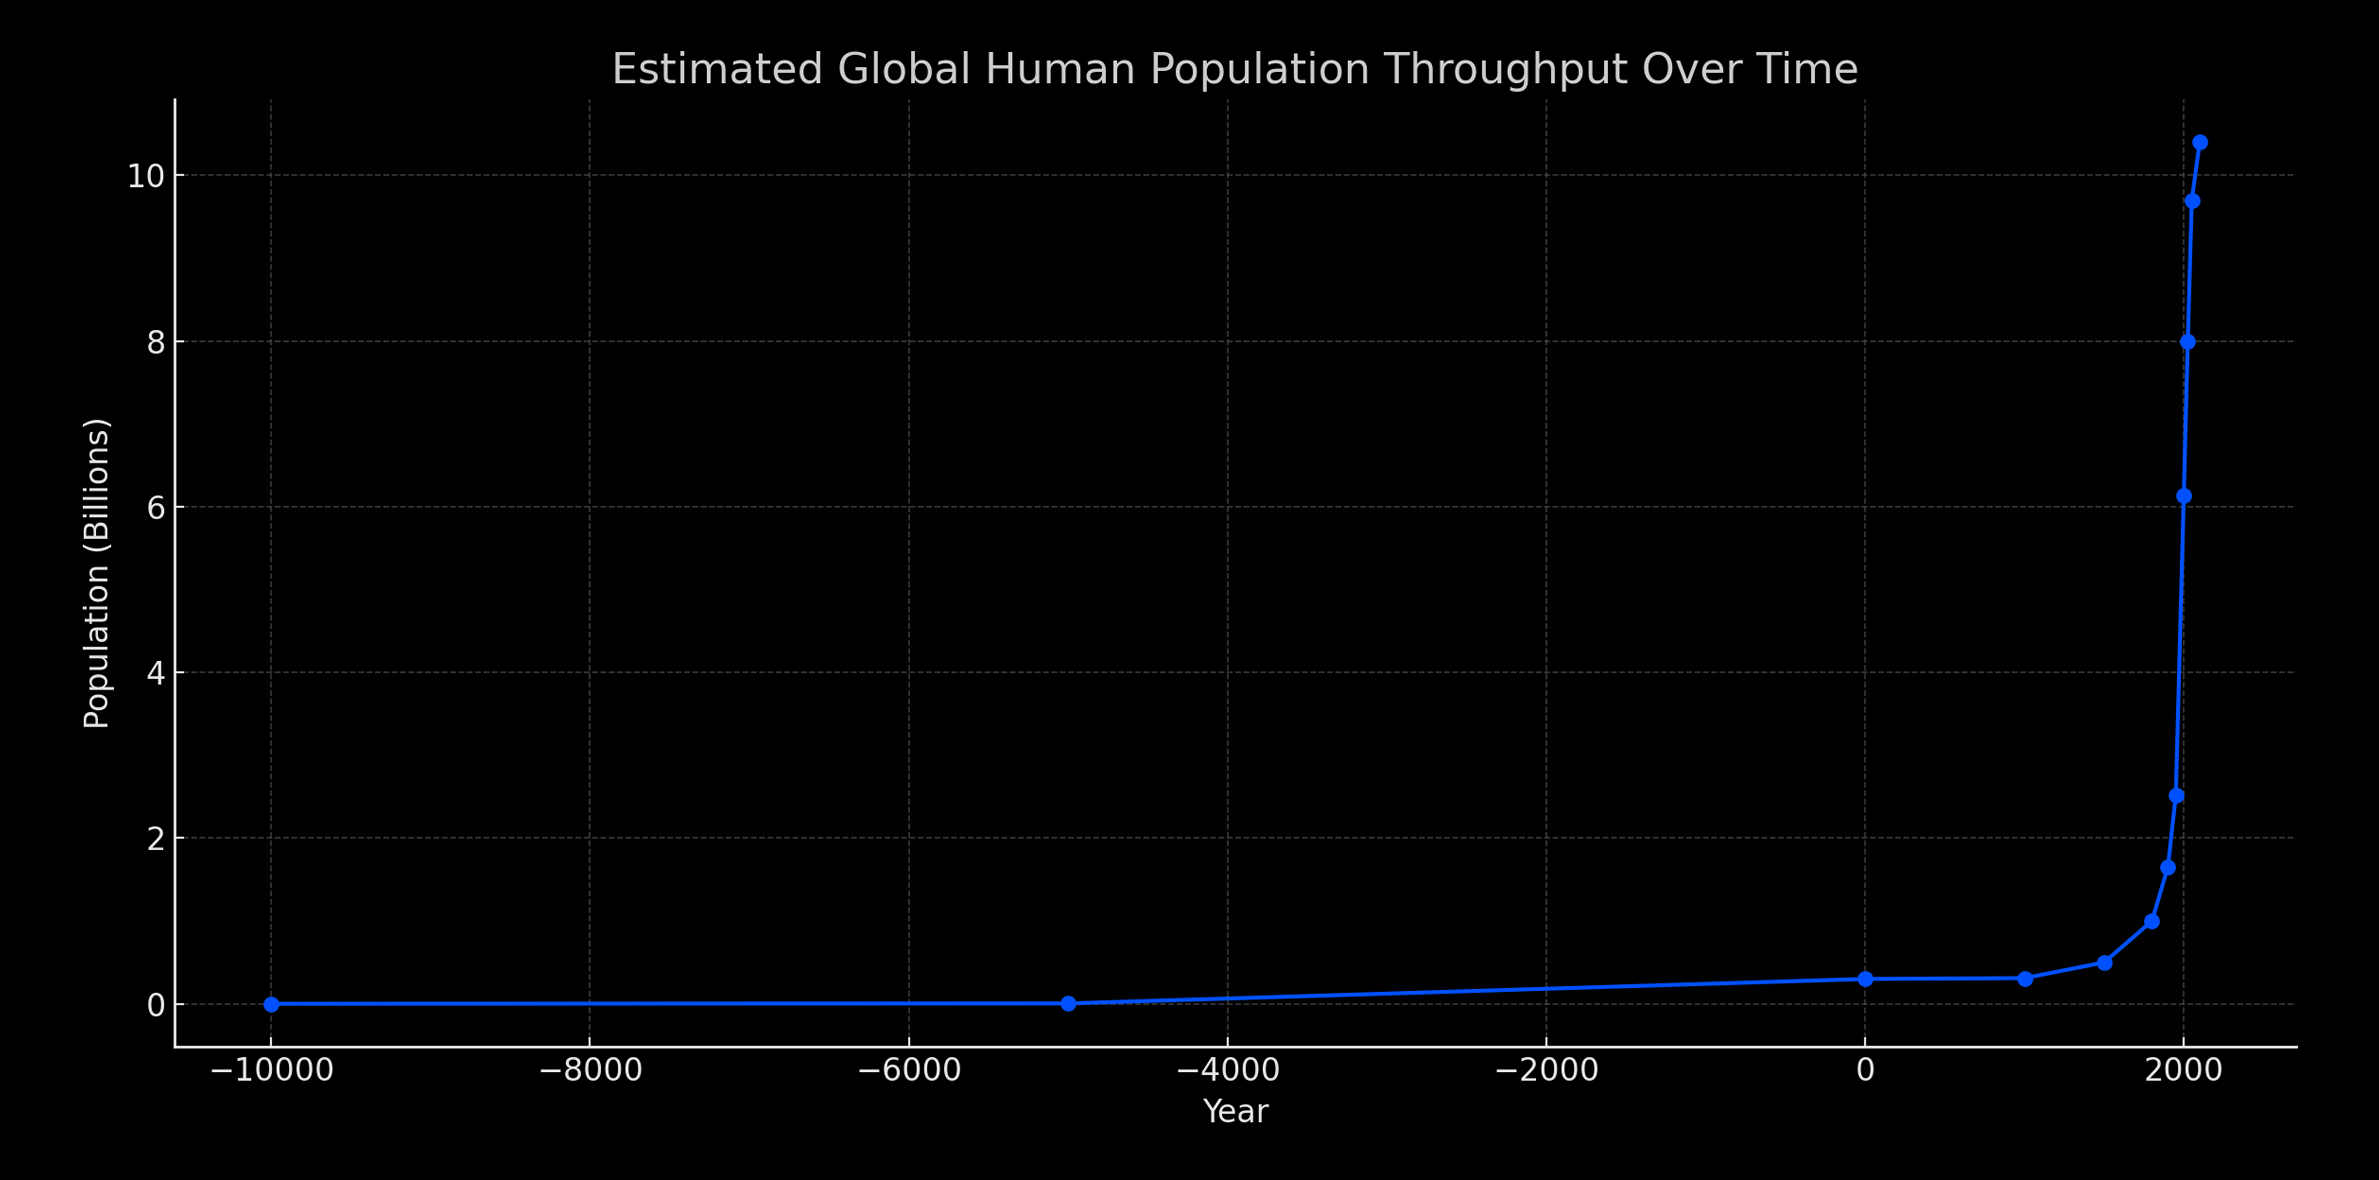 Estimated Global Human Population Throughput Over Time
Population (Billions)
10
8
6
4
2
0
−10000 −8000 −6000 −4000 −2000 0 2000
Year